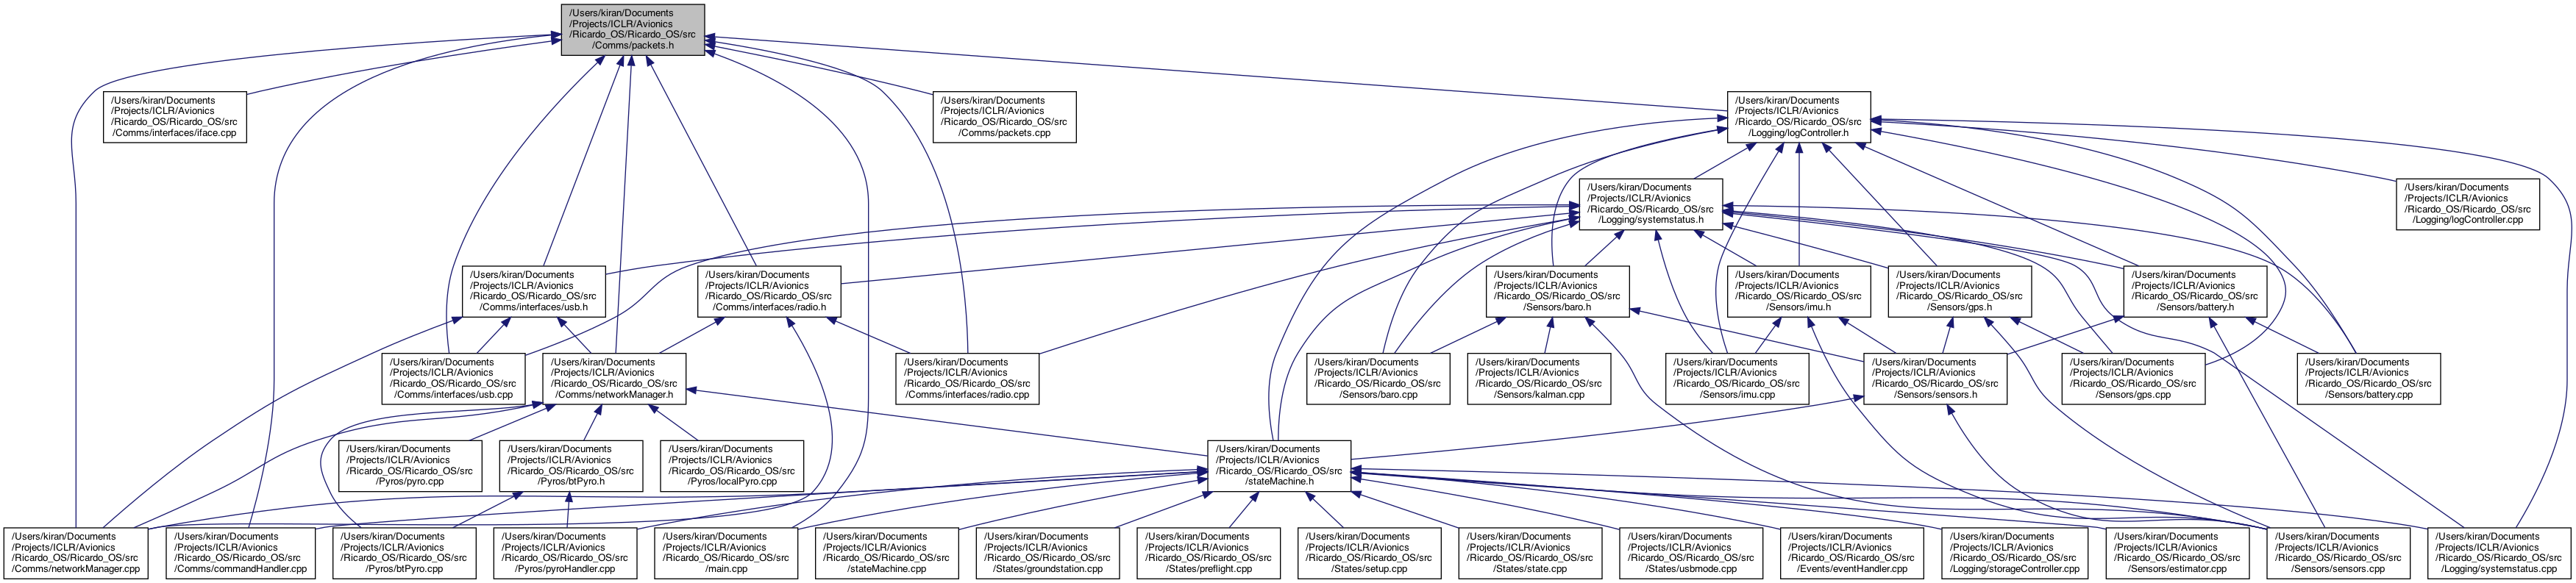 /Users/kiran/Documents
/Projects/ICLR/Avionics
/Ricardo_OS/Ricardo_OS/src
/Comms/packets.h
/Users/kiran/Documents
/Projects/ICLR/Avionics
/Ricardo_OS/Ricardo_OS/src
/Comms/interfaces/iface.cpp
/Users/kiran/Documents
/Projects/ICLR/Avionics
/Ricardo_OS/Ricardo_OS/src
/Comms/packets.cpp
/Users/kiran/Documents
/Projects/ICLR/Avionics
/Ricardo_OS/Ricardo_OS/src
/Logging/logController.h
/Users/kiran/Documents
/Projects/ICLR/Avionics
/Ricardo_OS/Ricardo_OS/src
/Logging/systemstatus.h
/Users/kiran/Documents
/Projects/ICLR/Avionics
/Ricardo_OS/Ricardo_OS/src
/Logging/logController.cpp
/Users/kiran/Documents
/Projects/ICLR/Avionics
/Ricardo_OS/Ricardo_OS/src
/Comms/interfaces/usb.h
/Users/kiran/Documents
/Projects/ICLR/Avionics
/Ricardo_OS/Ricardo_OS/src
/Comms/interfaces/radio.h
/Users/kiran/Documents
/Projects/ICLR/Avionics
/Ricardo_OS/Ricardo_OS/src
/Sensors/baro.h
/Users/kiran/Documents
/Projects/ICLR/Avionics
/Ricardo_OS/Ricardo_OS/src
/Sensors/imu.h
/Users/kiran/Documents
/Projects/ICLR/Avionics
/Ricardo_OS/Ricardo_OS/src
/Sensors/gps.h
/Users/kiran/Documents
/Projects/ICLR/Avionics
/Ricardo_OS/Ricardo_OS/src
/Sensors/battery.h
/Users/kiran/Documents
/Projects/ICLR/Avionics
/Ricardo_OS/Ricardo_OS/src
/Comms/interfaces/usb.cpp
/Users/kiran/Documents
/Projects/ICLR/Avionics
/Ricardo_OS/Ricardo_OS/src
/Comms/networkManager.h
/Users/kiran/Documents
/Projects/ICLR/Avionics
/Ricardo_OS/Ricardo_OS/src
/Comms/interfaces/radio.cpp
/Users/kiran/Documents
/Projects/ICLR/Avionics
/Ricardo_OS/Ricardo_OS/src
/Sensors/baro.cpp
/Users/kiran/Documents
/Projects/ICLR/Avionics
/Ricardo_OS/Ricardo_OS/src
/Sensors/kalman.cpp
/Users/kiran/Documents
/Projects/ICLR/Avionics
/Ricardo_OS/Ricardo_OS/src
/Sensors/imu.cpp
/Users/kiran/Documents
/Projects/ICLR/Avionics
/Ricardo_OS/Ricardo_OS/src
/Sensors/sensors.h
/Users/kiran/Documents
/Projects/ICLR/Avionics
/Ricardo_OS/Ricardo_OS/src
/Sensors/gps.cpp
/Users/kiran/Documents
/Projects/ICLR/Avionics
/Ricardo_OS/Ricardo_OS/src
/Sensors/battery.cpp
/Users/kiran/Documents
/Projects/ICLR/Avionics
/Ricardo_OS/Ricardo_OS/src
/Pyros/pyro.cpp
/Users/kiran/Documents
/Projects/ICLR/Avionics
/Ricardo_OS/Ricardo_OS/src
/Pyros/btPyro.h
/Users/kiran/Documents
/Projects/ICLR/Avionics
/Ricardo_OS/Ricardo_OS/src
/Pyros/localPyro.cpp
/Users/kiran/Documents
/Projects/ICLR/Avionics
/Ricardo_OS/Ricardo_OS/src
/stateMachine.h
/Users/kiran/Documents
/Projects/ICLR/Avionics
/Ricardo_OS/Ricardo_OS/src
/Comms/networkManager.cpp
/Users/kiran/Documents
/Projects/ICLR/Avionics
/Ricardo_OS/Ricardo_OS/src
/Comms/commandHandler.cpp
/Users/kiran/Documents
/Projects/ICLR/Avionics
/Ricardo_OS/Ricardo_OS/src
/Pyros/btPyro.cpp
/Users/kiran/Documents
/Projects/ICLR/Avionics
/Ricardo_OS/Ricardo_OS/src
/Pyros/pyroHandler.cpp
/Users/kiran/Documents
/Projects/ICLR/Avionics
/Ricardo_OS/Ricardo_OS/src
/main.cpp
/Users/kiran/Documents
/Projects/ICLR/Avionics
/Ricardo_OS/Ricardo_OS/src
/stateMachine.cpp
/Users/kiran/Documents
/Projects/ICLR/Avionics
/Ricardo_OS/Ricardo_OS/src
/States/groundstation.cpp
/Users/kiran/Documents
/Projects/ICLR/Avionics
/Ricardo_OS/Ricardo_OS/src
/States/preflight.cpp
/Users/kiran/Documents
/Projects/ICLR/Avionics
/Ricardo_OS/Ricardo_OS/src
/States/setup.cpp
/Users/kiran/Documents
/Projects/ICLR/Avionics
/Ricardo_OS/Ricardo_OS/src
/States/state.cpp
/Users/kiran/Documents
/Projects/ICLR/Avionics
/Ricardo_OS/Ricardo_OS/src
/States/usbmode.cpp
/Users/kiran/Documents
/Projects/ICLR/Avionics
/Ricardo_OS/Ricardo_OS/src
/Events/eventHandler.cpp
/Users/kiran/Documents
/Projects/ICLR/Avionics
/Ricardo_OS/Ricardo_OS/src
/Logging/storageController.cpp
/Users/kiran/Documents
/Projects/ICLR/Avionics
/Ricardo_OS/Ricardo_OS/src
/Sensors/estimator.cpp
/Users/kiran/Documents
/Projects/ICLR/Avionics
/Ricardo_OS/Ricardo_OS/src
/Sensors/sensors.cpp
/Users/kiran/Documents
/Projects/ICLR/Avionics
/Ricardo_OS/Ricardo_OS/src
/Logging/systemstatus.cpp